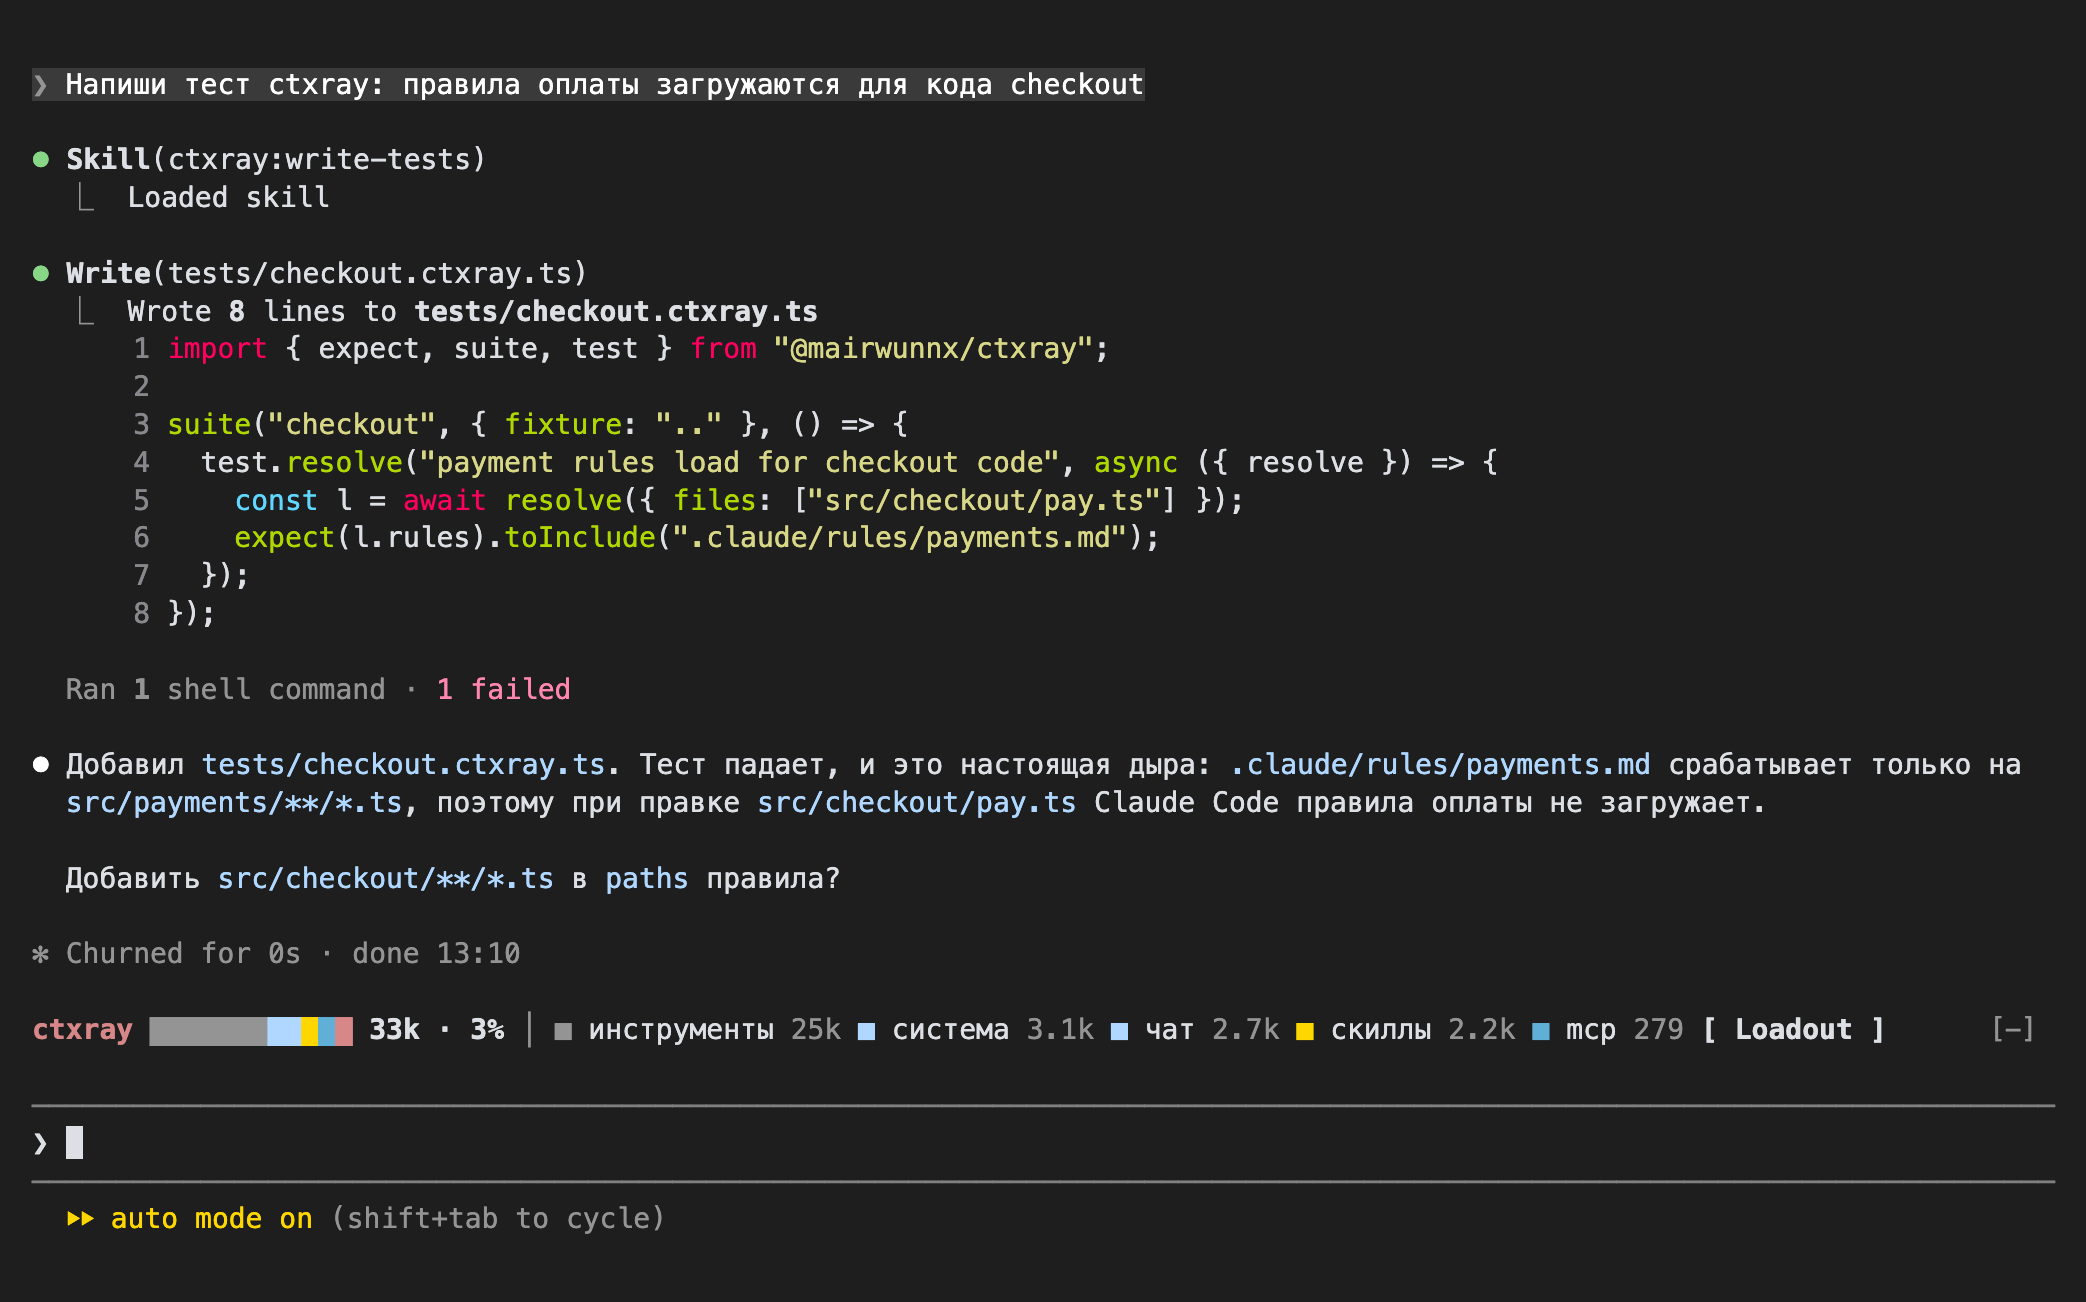 ❯ Напиши тест ctxray: правила оплаты загружаются для кода checkout
● Skill(ctxray:write-tests)
⎿ Loaded skill
● Write(tests/checkout.ctxray.ts)
⎿ Wrote 8 lines to tests/checkout.ctxray.ts
1 import { expect, suite, test } from "@mairwunnx/ctxray";
2
3 suite("checkout", { fixture: ".." }, () => {
4   test.resolve("payment rules load for checkout code", async ({ resolve }) => {
5     const l = await resolve({ files: ["src/checkout/pay.ts"] });
6     expect(l.rules).toInclude(".claude/rules/payments.md");
7   });
8 });
Ran 1 shell command · 1 failed
● Добавил tests/checkout.ctxray.ts. Тест падает, и это настоящая дыра: .claude/rules/payments.md срабатывает только на
src/payments/**/*.ts, поэтому при правке src/checkout/pay.ts Claude Code правила оплаты не загружает.
Добавить src/checkout/**/*.ts в paths правила?
✻ Churned for 0s · done 13:10
ctxray 33k · 3% │ ■ инструменты 25k ■ система 3.1k ■ чат 2.7k ■ скиллы 2.2k ■ mcp 279 [ Loadout ] [−]
❯
⏵⏵ auto mode on (shift+tab to cycle)